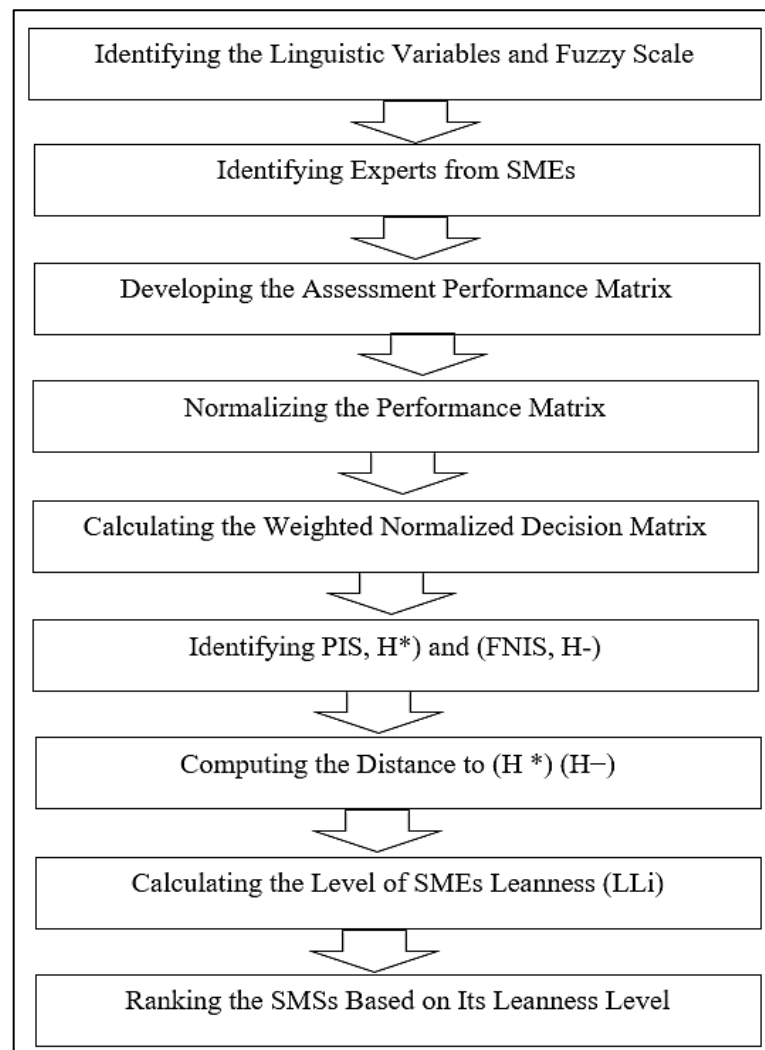 Identifying the Linguistic Variables and Fuzzy Scale
Identifying Experts from SMEs
Developing the Assessment Performance Matrix
Normalizing the Performance Matrix
Calculating the Weighted Normalized Decision Matrix
Identifying PIS, H*) and (FNIS, H-)
Computing the Distance to (H *) (H−)
Calculating the Level of SMEs Leanness (LLi)
Ranking the SMSs Based on Its Leanness Level